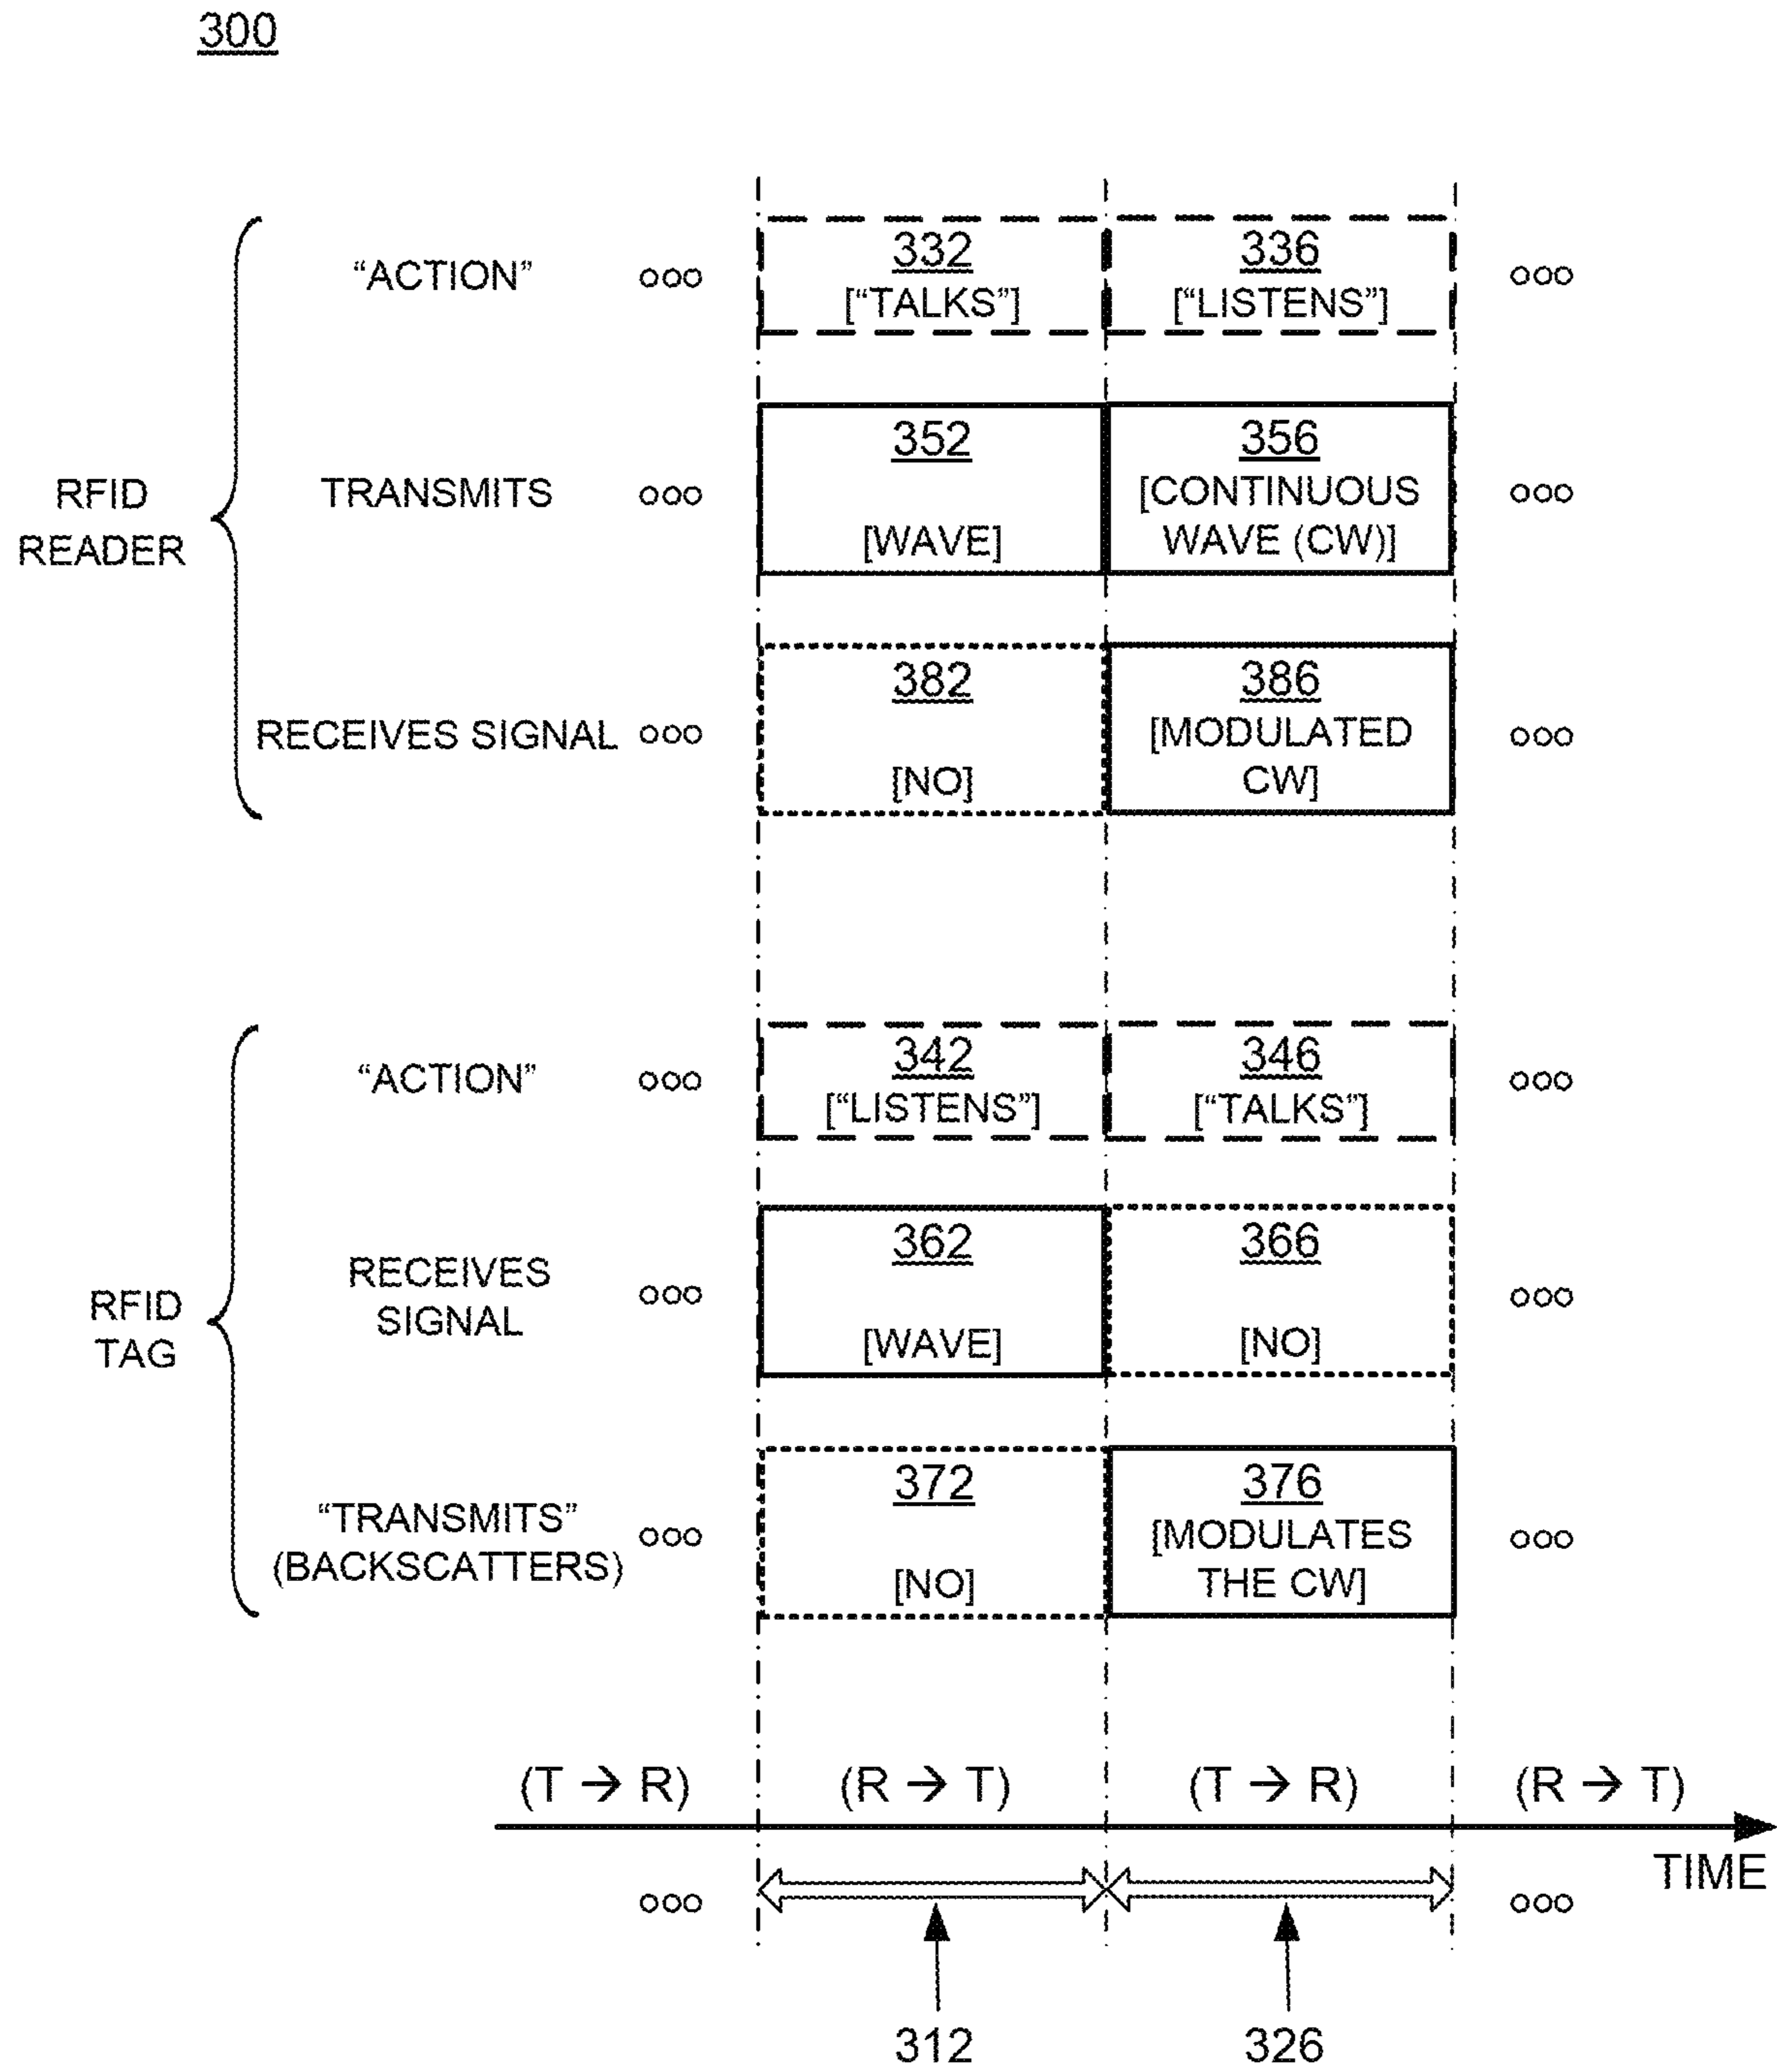 300
"ACTION" ooo 332 336 ooo
["TALKS"] ["LISTENS"]
RFID
READER
TRANSMITS ooo 352 356 ooo
[WAVE] [CONTINUOUS
WAVE (CW)]
RECEIVES SIGNAL ooo 382 386 ooo
[NO] [MODULATED
CW]
"ACTION" ooo 342 346 ooo
["LISTENS"] ["TALKS"]
RFID
TAG
RECEIVES
SIGNAL
ooo 362 366 ooo
[WAVE] [NO]
"TRANSMITS"
(BACKSCATTERS)
ooo 372 376 ooo
[NO] [MODULATES
THE CW]
(T → R) (R → T) (T → R) (R → T)
TIME
ooo ooo
312 326